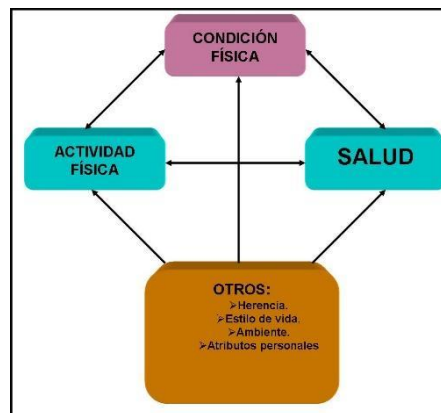 CONDICIÓN
FÍSICA
ACTIVIDAD
FÍSICA
SALUD
OTROS:
➢Herencia.
➢Estilo de vida.
➢Ambiente.
➢Atributos personales